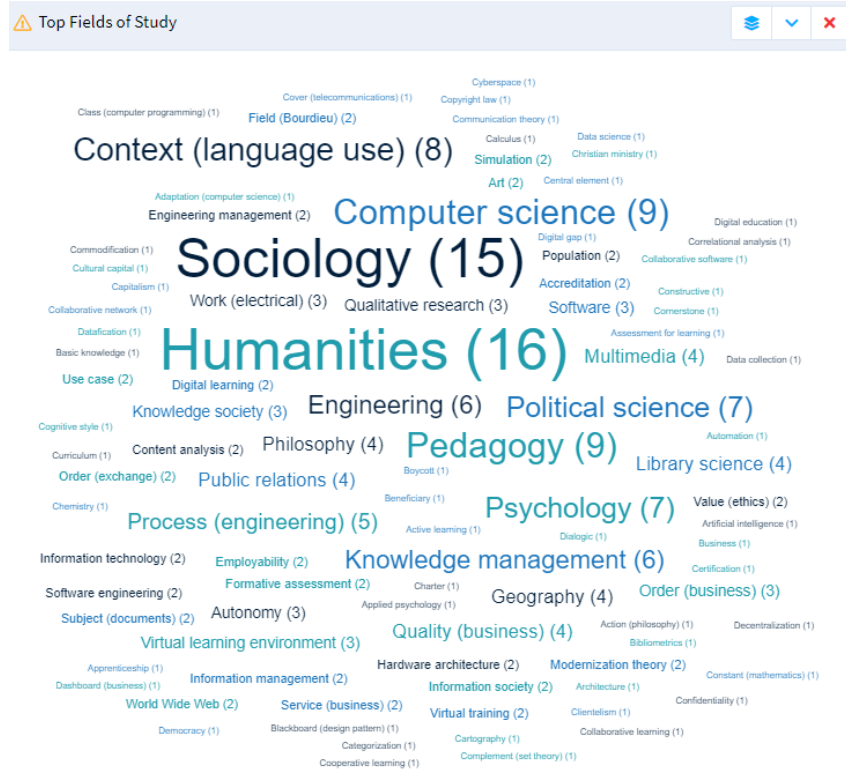 Top Fields of Study
Cyberspace (1)
Cover (telecommunications) (1)
Copyright law (1)
Class (computer programming) (1)
Field (Bourdieu) (2)
Communication theory (1)
Context (language use) (8)
Calculus (1)
Data science (1)
Simulation (2)
Christian ministry (1)
Art (2)
Central element (1)
Adaptation (computer science) (1)
Engineering management (2)
Computer science (9)
Digital education (1)
Commodification (1)
Sociology (15)
Digital gap (1)
Correlational analysis (1)
Population (2)
Collaborative software (1)
Cultural capital (1)
Capitalism (1)
Accreditation (2)
Constructive (1)
Collaborative network (1)
Work (electrical) (3)
Qualitative research (3)
Software (3)
Cornerstone (1)
Datafication (1)
Humanities (16)
Assessment for learning (1)
Basic knowledge (1)
Multimedia (4)
Data collection (1)
Use case (2)
Digital learning (2)
Knowledge society (3)
Engineering (6)
Political science (7)
Cognitive style (1)
Curriculum (1)
Content analysis (2)
Philosophy (4)
Pedagogy (9)
Automation (1)
Order (exchange) (2)
Public relations (4)
Boycott (1)
Library science (4)
Chemistry (1)
Beneficiary (1)
Psychology (7)
Value (ethics) (2)
Process (engineering) (5)
Active learning (1)
Dialogic (1)
Artificial intelligence (1)
Business (1)
Information technology (2)
Employability (2)
Knowledge management (6)
Certification (1)
Software engineering (2)
Formative assessment (2)
Charter (1)
Geography (4)
Order (business) (3)
Subject (documents) (2)
Autonomy (3)
Applied psychology (1)
Virtual learning environment (3)
Quality (business) (4)
Action (philosophy) (1)
Decentralization (1)
Bibliometrics (1)
Apprenticeship (1)
Hardware architecture (2)
Modernization theory (2)
Constant (mathematics) (1)
Dashboard (business) (1)
Information management (2)
Information society (2)
Architecture (1)
World Wide Web (2)
Service (business) (2)
Virtual training (2)
Clientelism (1)
Confidentiality (1)
Democracy (1)
Blackboard (design pattern) (1)
Collaborative learning (1)
Categorization (1)
Cartography (1)
Cooperative learning (1)
Complement (set theory) (1)